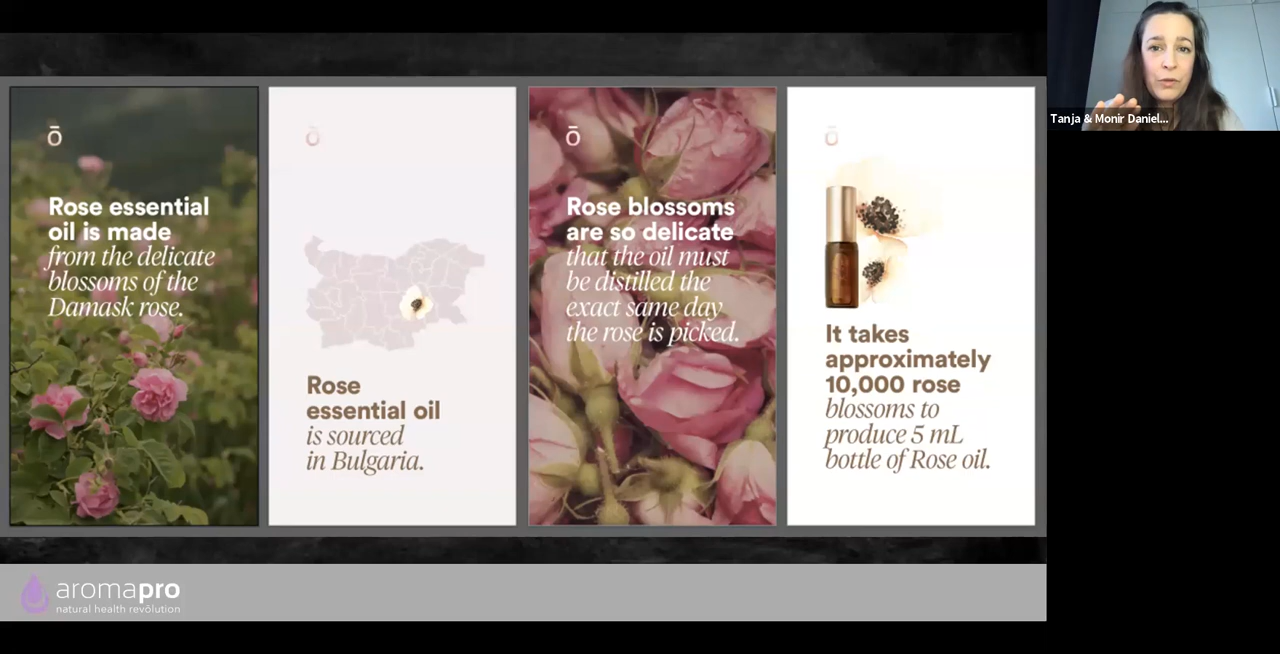 ō
Rose essential
oil is made
from the delicate
blossoms of the
Damask rose.
ō
Rose
essential oil
is sourced
in Bulgaria.
ō
Rose blossoms
are so delicate
that the oil must
be distilled the
exact same day
the rose is picked.
ō
It takes
approximately
10,000 rose
blossoms to
produce 5 mL
bottle of Rose oil.
Tanja & Monir Daniel...
aromapro
natural health revōlution